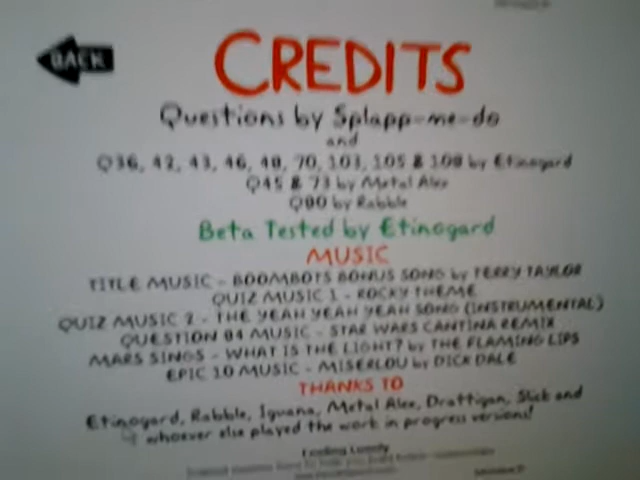 BACK
CREDITS
Questions by Splapp-me-do
and
Q36, 42, 43, 46, 70, 103, 105 & 108 by Etinogard
Q45 & 73 by Metal Alex
by Rabble
Beta Tested by Etinogard
MUSIC
TITLE MUSIC - BOOMBOTS BONUS SONG by TERRY TAYLOR
QUIZ MUSIC 1 - ROCKY THEME
QUIZ MUSIC 2 - THE YEAH YEAH YEAH SONG (INSTRUMENTAL)
QUESTION 84 MUSIC - STAR WARS CANTINA REMIX
MARS SINGS - WHAT IS THE LIGHT? by THE FLAMING LIPS
EPIC 10 MUSIC - MISERLOU by DICK DALE
THANKS TO
Etinogard, Rabble, Iguana, Metal Alex, Drattigan, Slick and
whoever else played the work in progress versions!